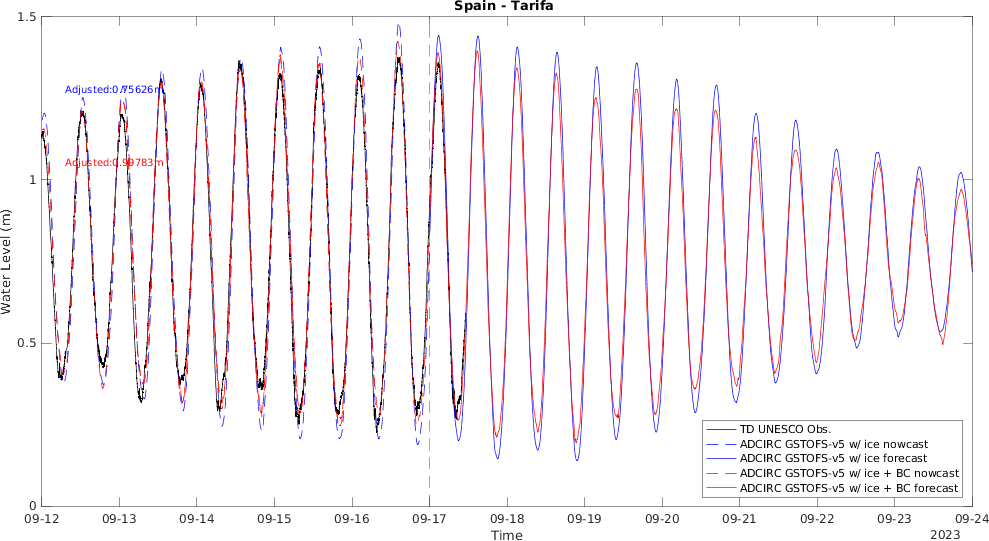 Spain - Tarifa
1.5
1
0.5
0
Water Level (m)
Adjusted:0.75626m
Adjusted:0.99783m
TD UNESCO Obs.
ADCIRC GSTOFS-v5 w/ ice nowcast
ADCIRC GSTOFS-v5 w/ ice forecast
ADCIRC GSTOFS-v5 w/ ice + BC nowcast
ADCIRC GSTOFS-v5 w/ ice + BC forecast
09-12 09-13 09-14 09-15 09-16 09-17 09-18 09-19 09-20 09-21 09-22 09-23 09-24
Time
2023